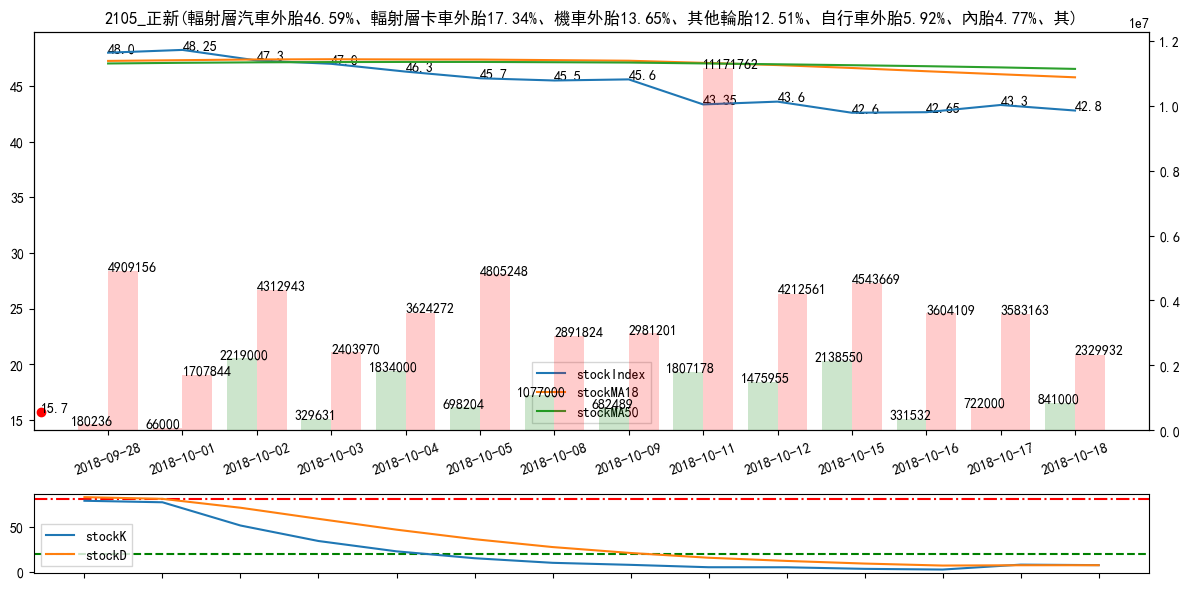 2105_正新(輻射層汽車外胎46.59%、輻射層卡車外胎17.34%、機車外胎13.65%、其他輪胎12.51%、自行車外胎5.92%、內胎4.77%、其)
1e7
48.0 48.25 47.3 47.0 46.3 45.7 45.5 45.6 43.35 43.6 42.6 42.65 43.3 42.8
45
40
35
30
25
20
15
1.2
1.0
0.8
0.6
0.4
0.2
0.0
4909156 1707844 4312943 2403970 3624272 4805248 2891824 2981201 11171762 4212561 4543669 3604109 3583163 2329932
180236 66000 2219000 329631 1834000 698204 1077000 682489 1807178 1475955 2138550 331532 722000 841000
15.7
stockIndex
stockMA18
stockMA50
2018-09-28 2018-10-01 2018-10-02 2018-10-03 2018-10-04 2018-10-05 2018-10-08 2018-10-09 2018-10-11 2018-10-12 2018-10-15 2018-10-16 2018-10-17 2018-10-18
50
0
stockK
stockD